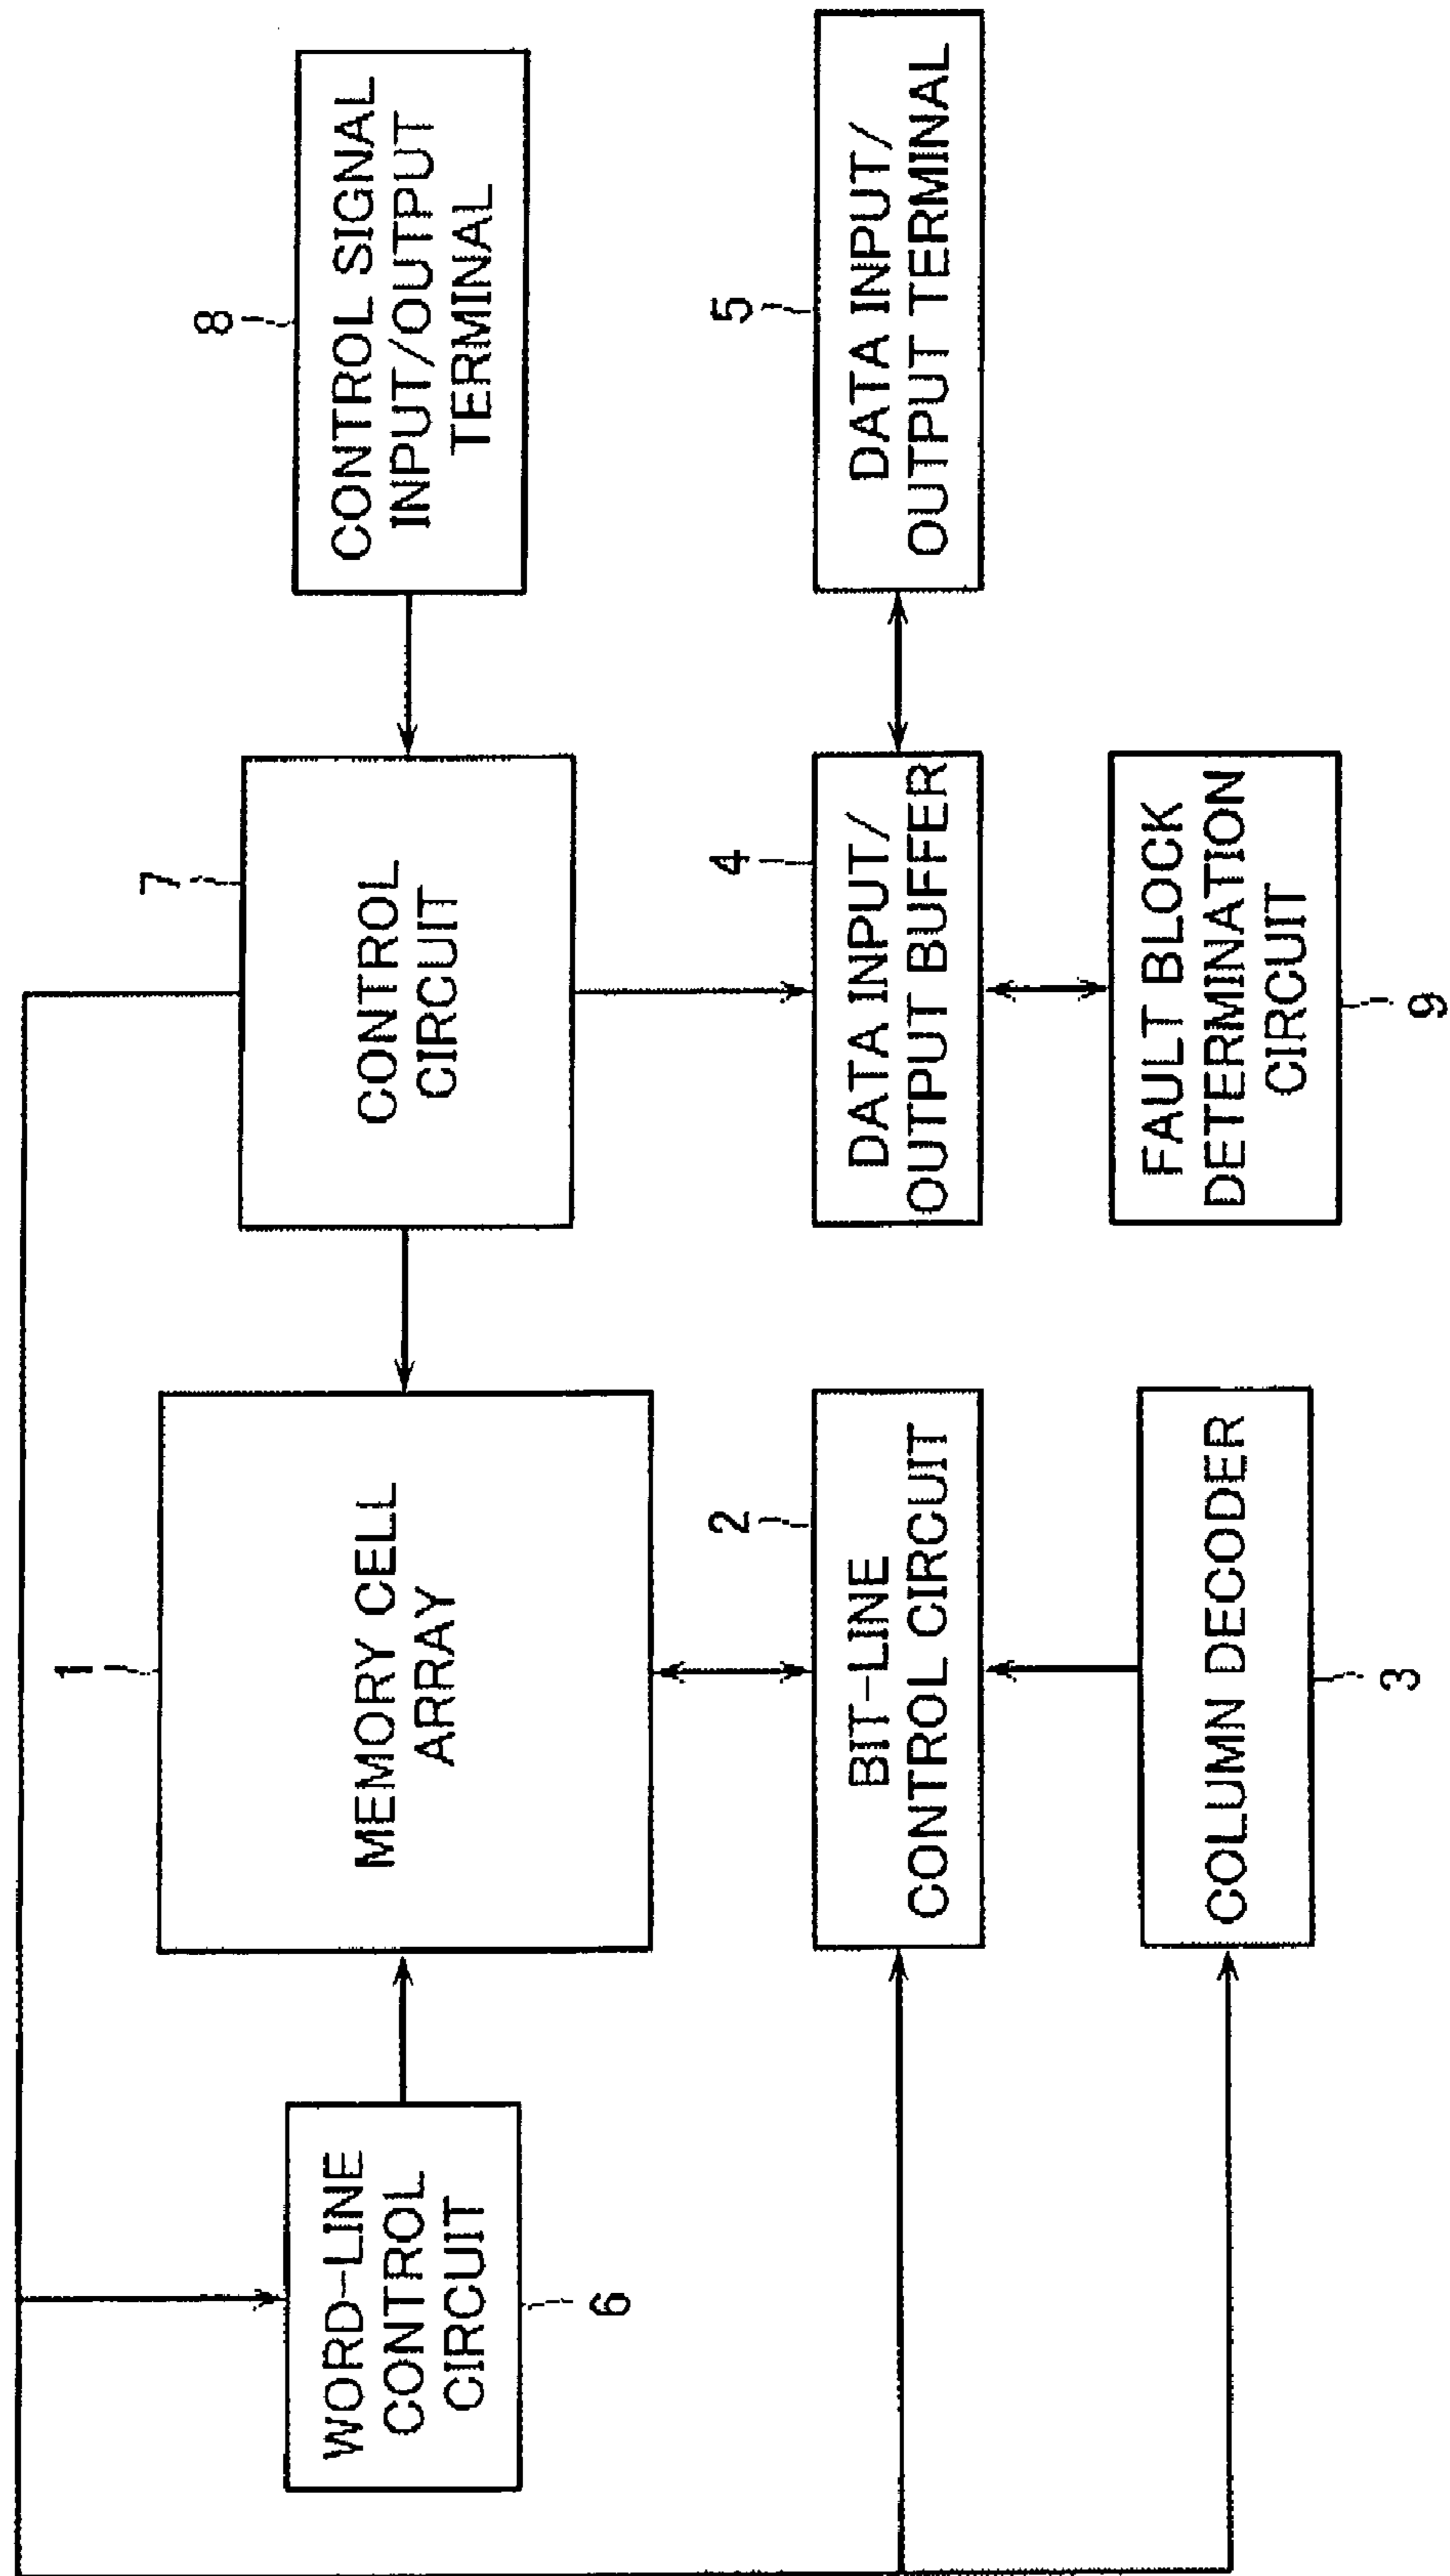 1
MEMORY CELL
ARRAY
2
BIT-LINE
CONTROL CIRCUIT
COLUMN DECODER
3
WORD-LINE
CONTROL
CIRCUIT
6
7
CONTROL
CIRCUIT
4
DATA INPUT/
OUTPUT BUFFER
FAULT BLOCK
DETERMINATION
CIRCUIT
9
8
CONTROL SIGNAL
INPUT/OUTPUT
TERMINAL
5
DATA INPUT/
OUTPUT TERMINAL